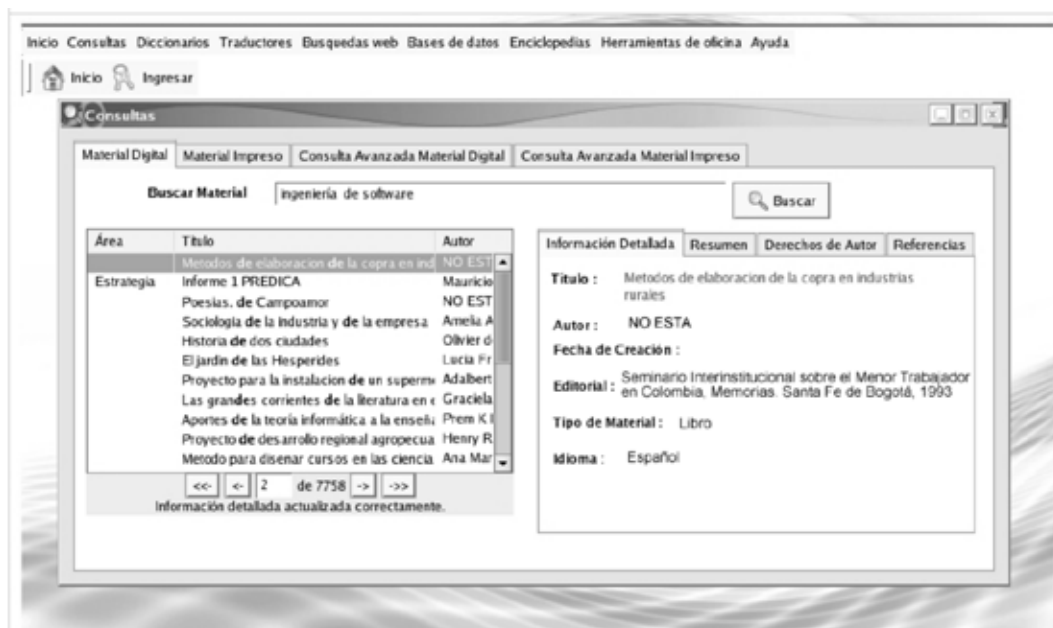 Inicio Consultas Diccionarios Traductores Busquedas web Bases de datos Enciclopedias Herramientas de oficina Ayuda
Inicio Ingresar
Consultas
Material Digital Material Impreso Consulta Avanzada Material Digital Consulta Avanzada Material Impreso
Buscar Material ingeniería de software Buscar
Área Título Autor
Metodos de elaboracion de la copra en ind NO EST
Estrategia Informe 1 PREDICA Mauricio
Poesias. de Campoamor NO EST
Sociologia de la industria y de la empresa Amelia A
Historia de dos ciudades Olivier d
El jardin de las Hesperides Lucia Fr
Proyecto para la instalacion de un superm Adalbert
Las grandes corrientes de la literatura en e Graciela
Aportes de la teoría informática a la enseña Prem K
Proyecto de desarrollo regional agropecua Henry R
Metodo para disenar cursos en las ciencia Ana Mar
<<- <- 2 de 7758 -> ->>
Información detallada actualizada correctamente.
Información Detallada Resumen Derechos de Autor Referencias
Título : Metodos de elaboracion de la copra en industrias
rurales
Autor : NO ESTA
Fecha de Creación :
Editorial : Seminario Interinstitucional sobre el Menor Trabajador
en Colombia, Memorias. Santa Fe de Bogotá, 1993
Tipo de Material : Libro
Idioma : Español